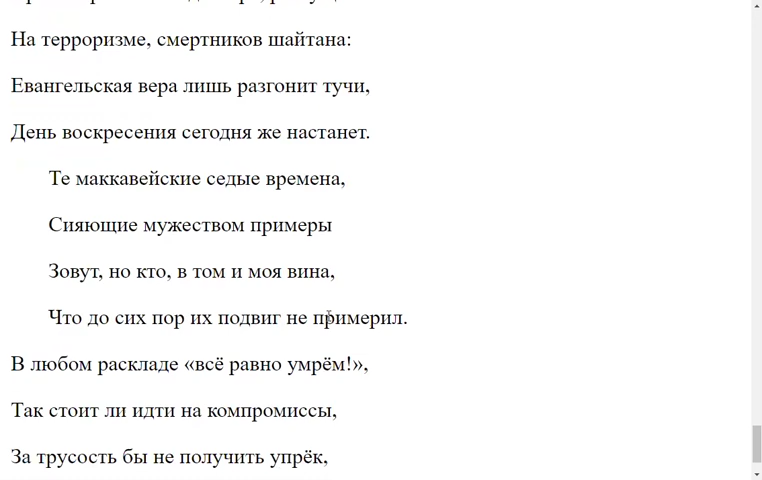 На терроризме, смертников шайтана:
Евангельская вера лишь разгонит тучи,
День воскресения сегодня же настанет.
Те маккавейские седые времена,
Сияющие мужеством примеры
Зовут, но кто, в том и моя вина,
Что до сих пор их подвиг не примерил.
В любом раскладе «всё равно умрём!»,
Так стоит ли идти на компромиссы,
За трусость бы не получить упрёк,